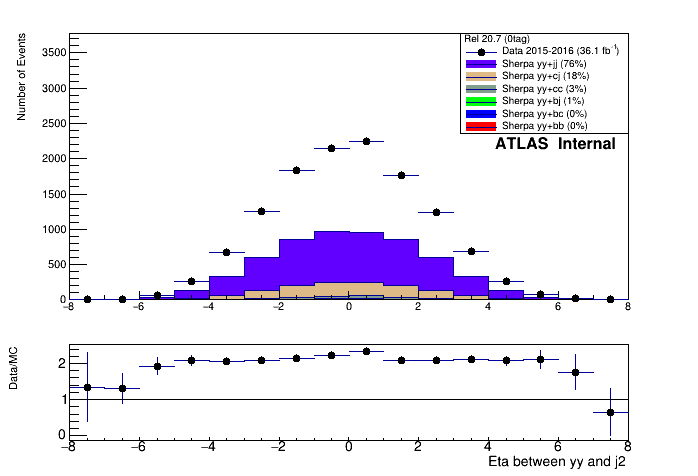 Rel 20.7 (0tag)
Data 2015-2016 (36.1 fb⁻¹)
Sherpa yy+jj (76%)
Sherpa yy+cj (18%)
Sherpa yy+cc (3%)
Sherpa yy+bj (1%)
Sherpa yy+bc (0%)
Sherpa yy+bb (0%)
ATLAS Internal
Number of Events
3500
3000
2500
2000
1500
1000
500
0
−8 −6 −4 −2 0 2 4 6 8
Data/MC
2
1
0
−8 −6 −4 −2 0 2 4 6 8
Eta between yy and j2